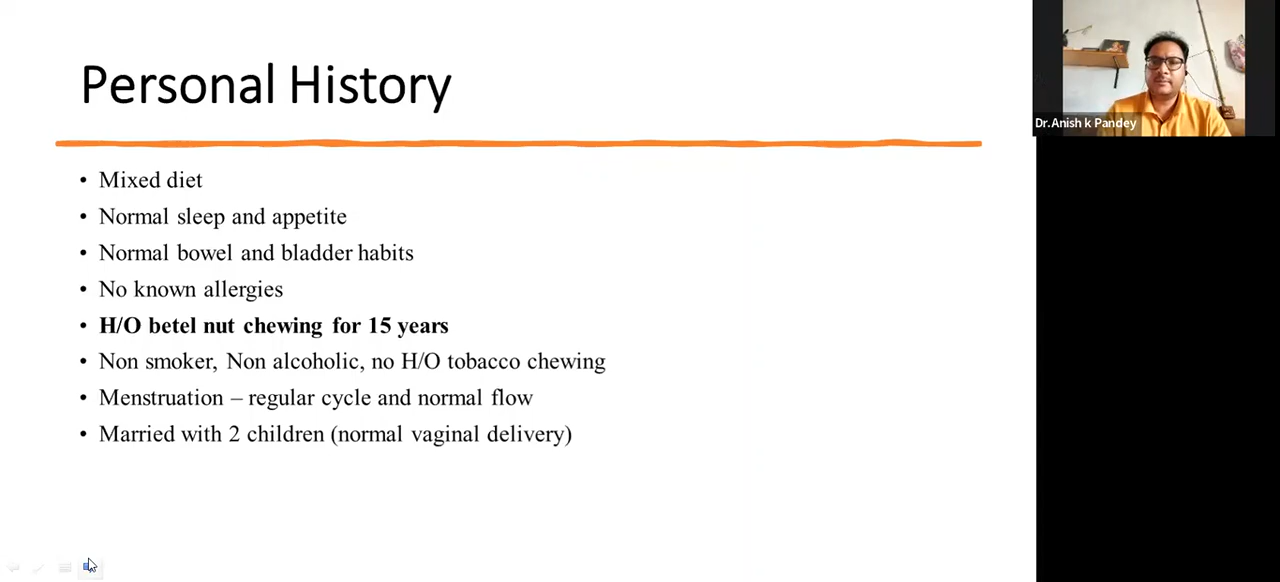 Personal History
• Mixed diet
• Normal sleep and appetite
• Normal bowel and bladder habits
• No known allergies
• H/O betel nut chewing for 15 years
• Non smoker, Non alcoholic, no H/O tobacco chewing
• Menstruation – regular cycle and normal flow
• Married with 2 children (normal vaginal delivery)
Dr.Anish k Pandey